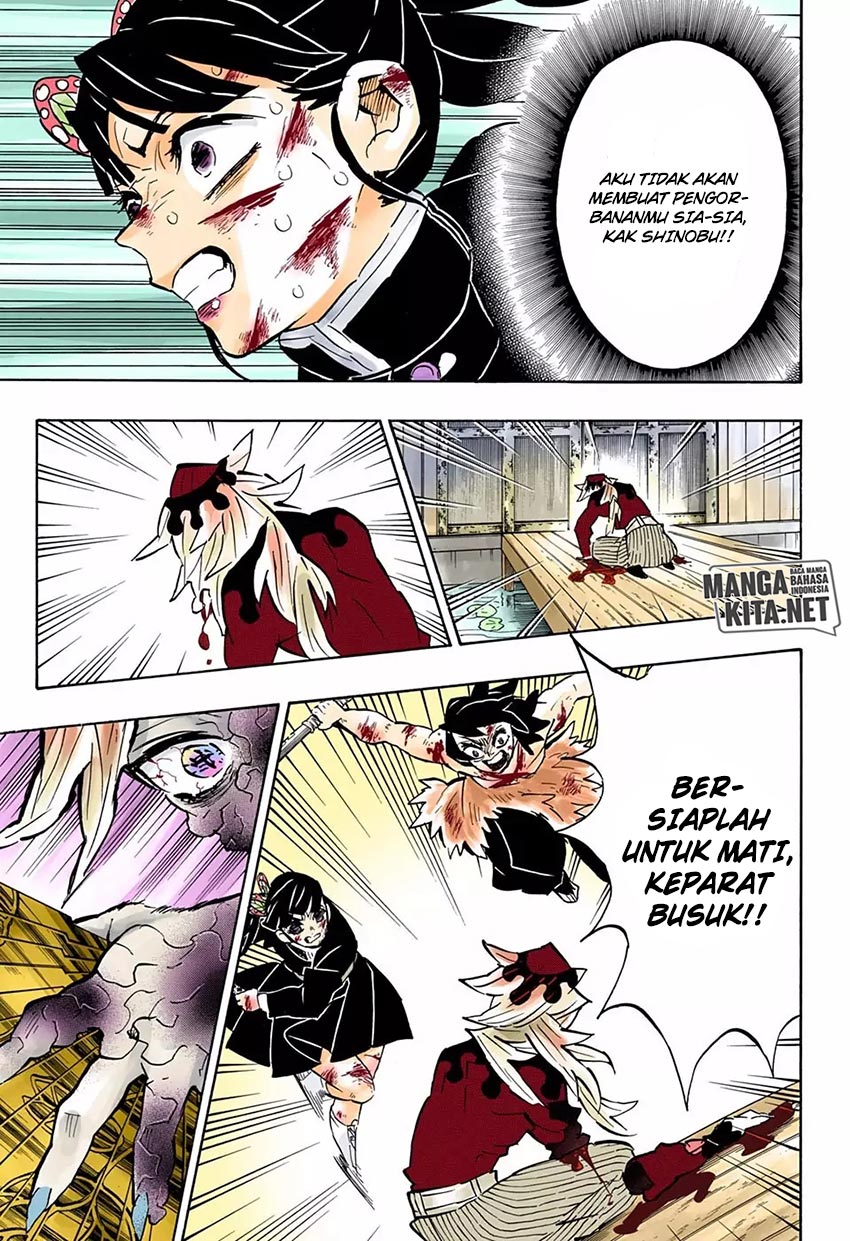 AKU TIDAK AKAN
MEMBUAT PENGOR-
BANANMU SIA-SIA,
KAK SHINOBU!!
MANGA
KITA.NET
BACA MANGA
BAHASA
INDONESIA
BER-
SIAPLAH
UNTUK MATI,
KEPARAT
BUSUK!!